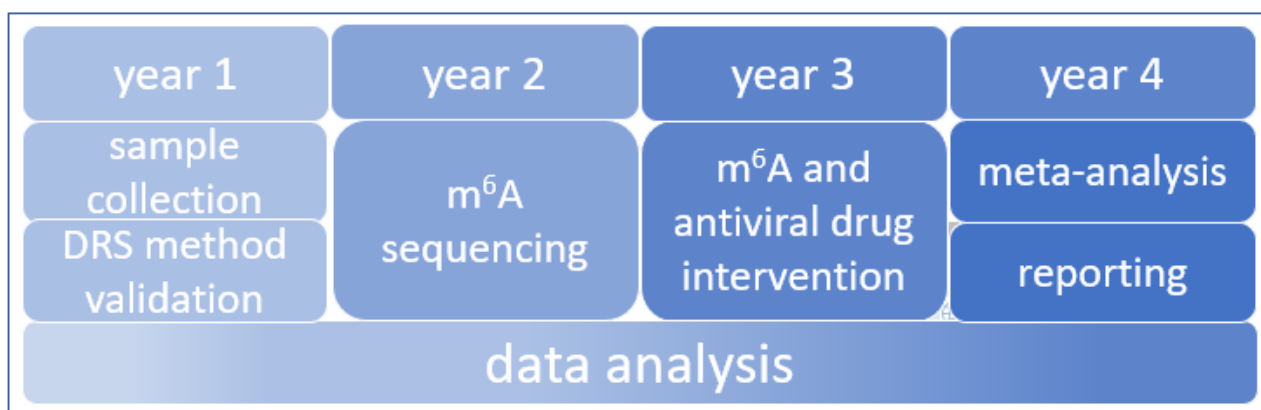 year 1
year 2
year 3
year 4
sample
collection
DRS method
validation
m⁶A
sequencing
m⁶A and
antiviral drug
intervention
meta-analysis
reporting
data analysis